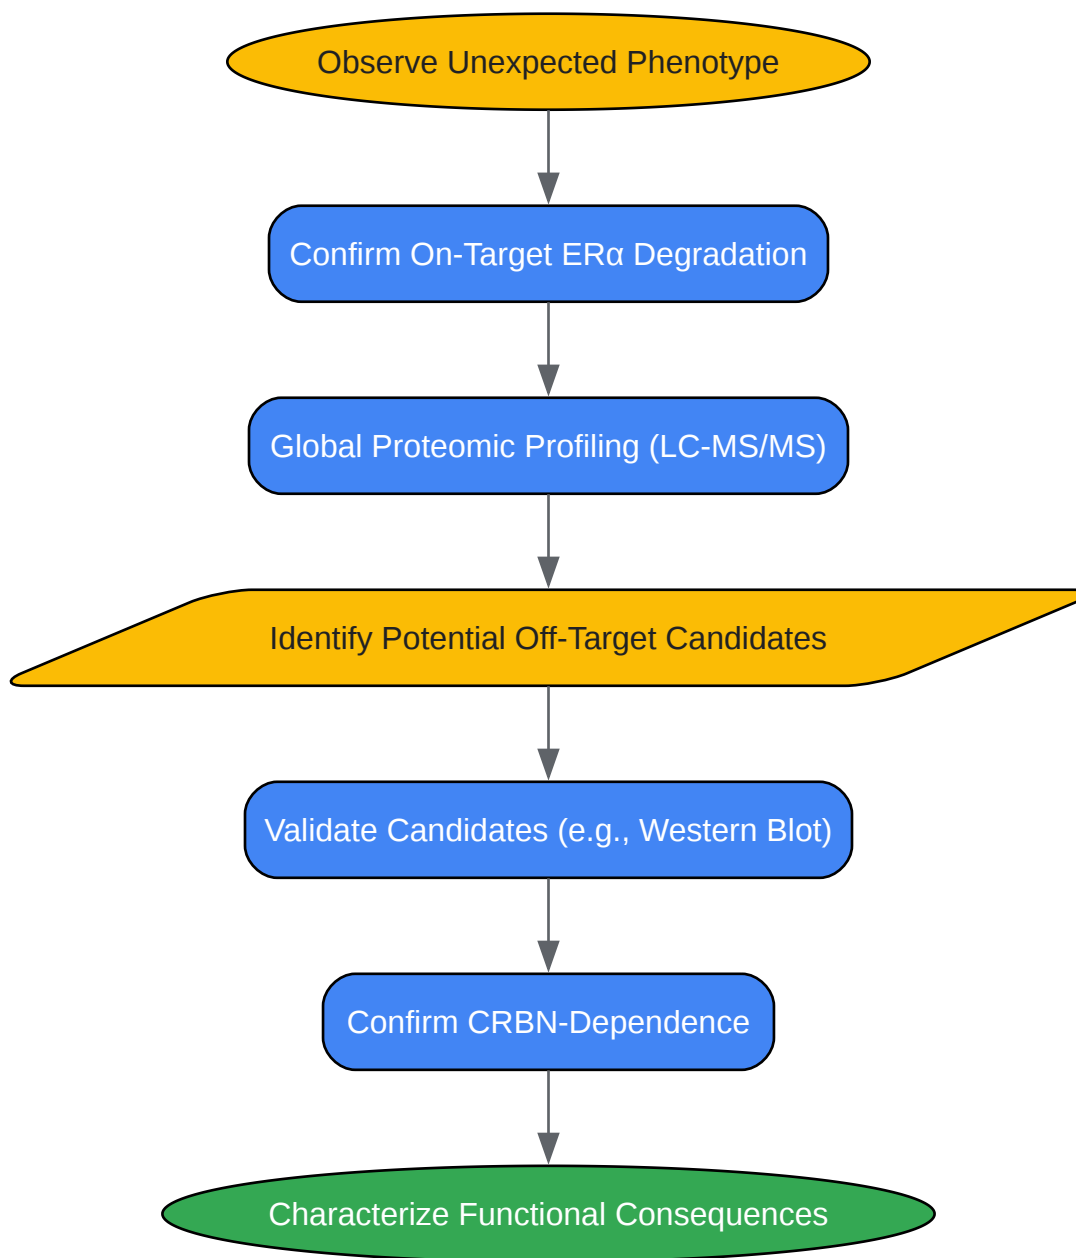 Observe Unexpected Phenotype
Confirm On-Target ERα Degradation
Global Proteomic Profiling (LC-MS/MS)
Identify Potential Off-Target Candidates
Validate Candidates (e.g., Western Blot)
Confirm CRBN-Dependence
Characterize Functional Consequences